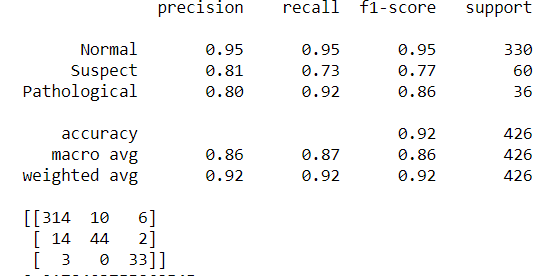 precision recall f1-score support
Normal 0.95 0.95 0.95 330
Suspect 0.81 0.73 0.77 60
Pathological 0.80 0.92 0.86 36
accuracy 0.92 426
macro avg 0.86 0.87 0.86 426
weighted avg 0.92 0.92 0.92 426
[[314 10 6]
[ 14 44 2]
[ 3 0 33]]